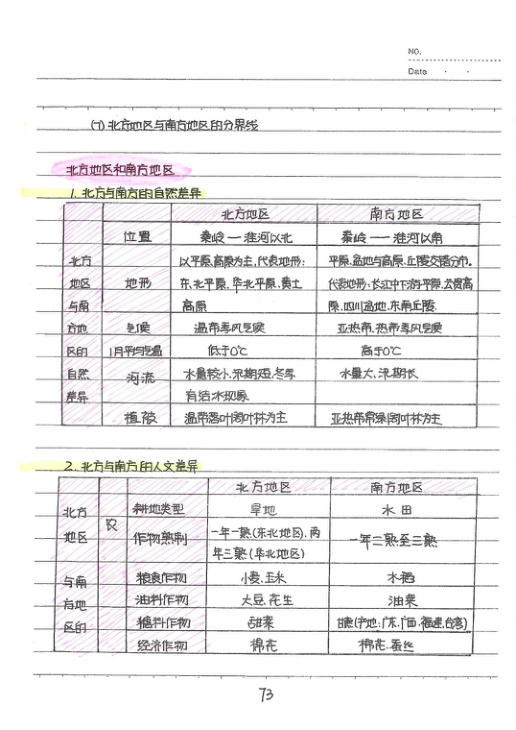 NO.
Date
(7) 北方地区与南方地区的分界线
北方地区和南方地区
1. 北方与南方的自然差异
北方地区 南方地区
位置 秦岭——淮河以北 秦岭——淮河以南
北方 以平原、高原为主,代表地形: 平原、盆地与高原、丘陵交错分布。
地区 地形 东北平原、华北平原、黄土 代表地形:长江中下游平原、云贵高
与南 高原 原、四川盆地、东南丘陵
方地 气候 温带季风气候 亚热带、热带季风气候
区的 1月平均气温 低于0℃ 高于0℃
自然 河流 水量较小、汛期短、冬季 水量大、汛期长
差异 有结冰现象
植被 温带落叶阔叶林为主 亚热带常绿阔叶林为主
2. 北方与南方的人文差异
北方地区 南方地区
北方 耕地类型 旱地 水田
地区 农 作物熟制 一年一熟(东北地区)、两 一年二熟至三熟
年三熟(华北地区)
与南 粮食作物 小麦、玉米 水稻
方地 油料作物 大豆、花生 油菜
区的 糖料作物 甜菜 甘蔗(产地:广东、广西、福建、台湾)
经济作物 棉花 棉花、蚕丝
73